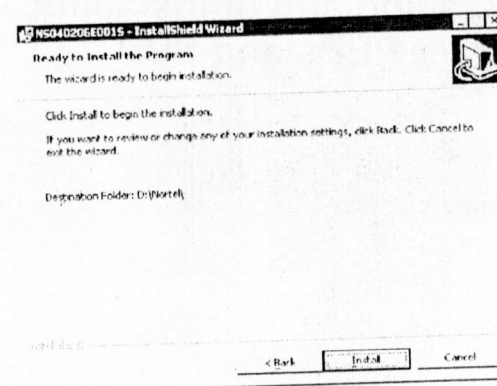 NS040206E001S - InstallShield Wizard
Ready to Install the Program
The wizard is ready to begin installation.
Click Install to begin the installation.
If you want to review or change any of your installation settings, click Back. Click Cancel to
exit the wizard.
Destination Folder: D:\Nortel\
< Back Install Cancel